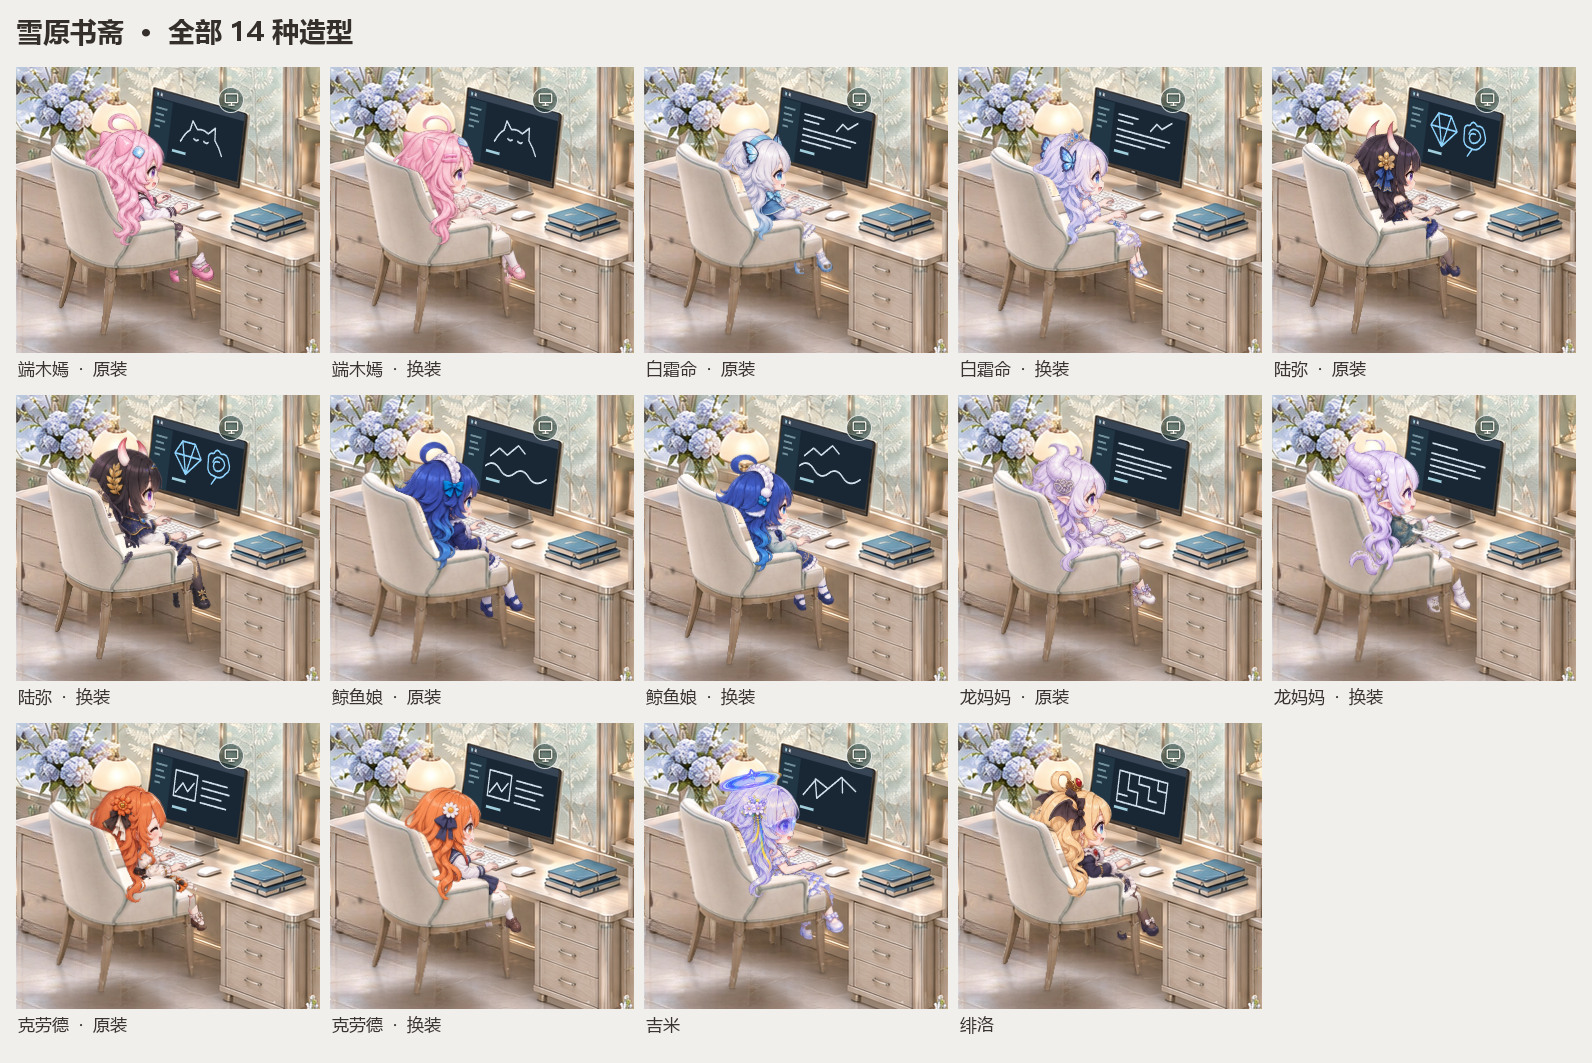 雪原书斋 • 全部 14 种造型
端木嫣 · 原装
端木嫣 · 换装
白霜命 · 原装
白霜命 · 换装
陆弥 · 原装
陆弥 · 换装
鲸鱼娘 · 原装
鲸鱼娘 · 换装
龙妈妈 · 原装
龙妈妈 · 换装
克劳德 · 原装
克劳德 · 换装
吉米
绯洛